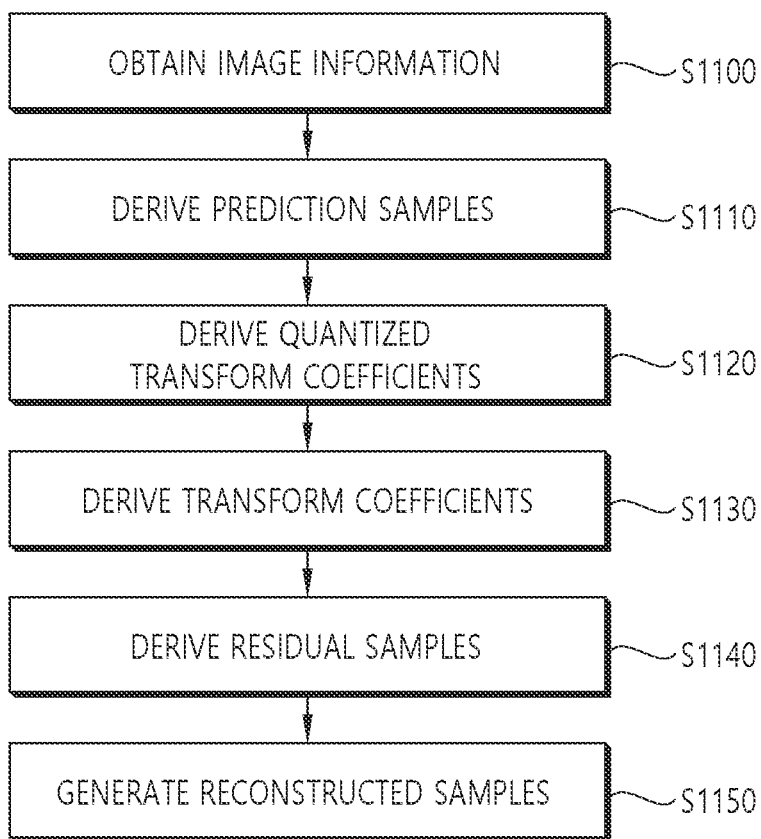 OBTAIN IMAGE INFORMATION
S1100
DERIVE PREDICTION SAMPLES
S1110
DERIVE QUANTIZED
TRANSFORM COEFFICIENTS
S1120
DERIVE TRANSFORM COEFFICIENTS
S1130
DERIVE RESIDUAL SAMPLES
S1140
GENERATE RECONSTRUCTED SAMPLES
S1150